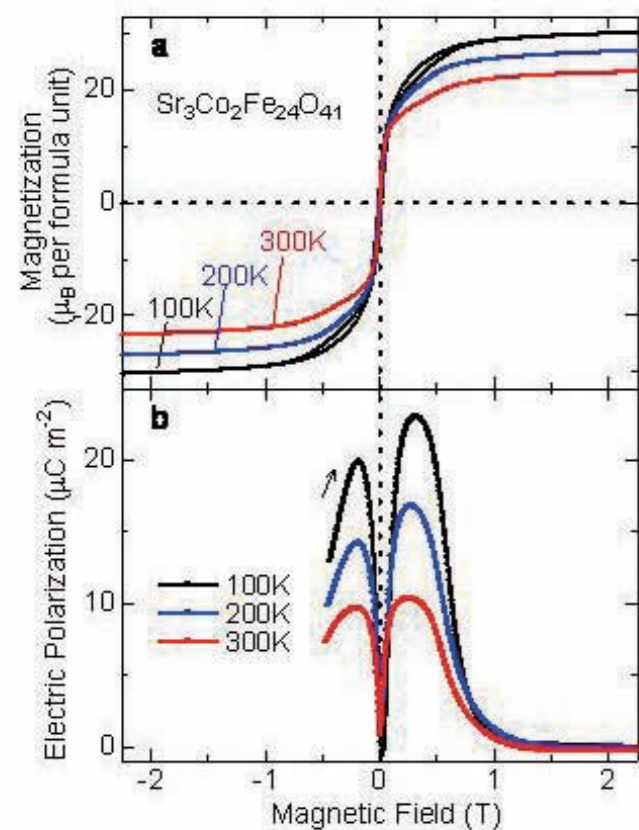 a
20
Sr3Co2Fe24O41
0
300K
200K
100K
-20
Magnetization
(μB per formula unit)
b
20
100K
10
200K
300K
0
Electric Polarization (μC m-2)
-2 -1 0 1 2
Magnetic Field (T)